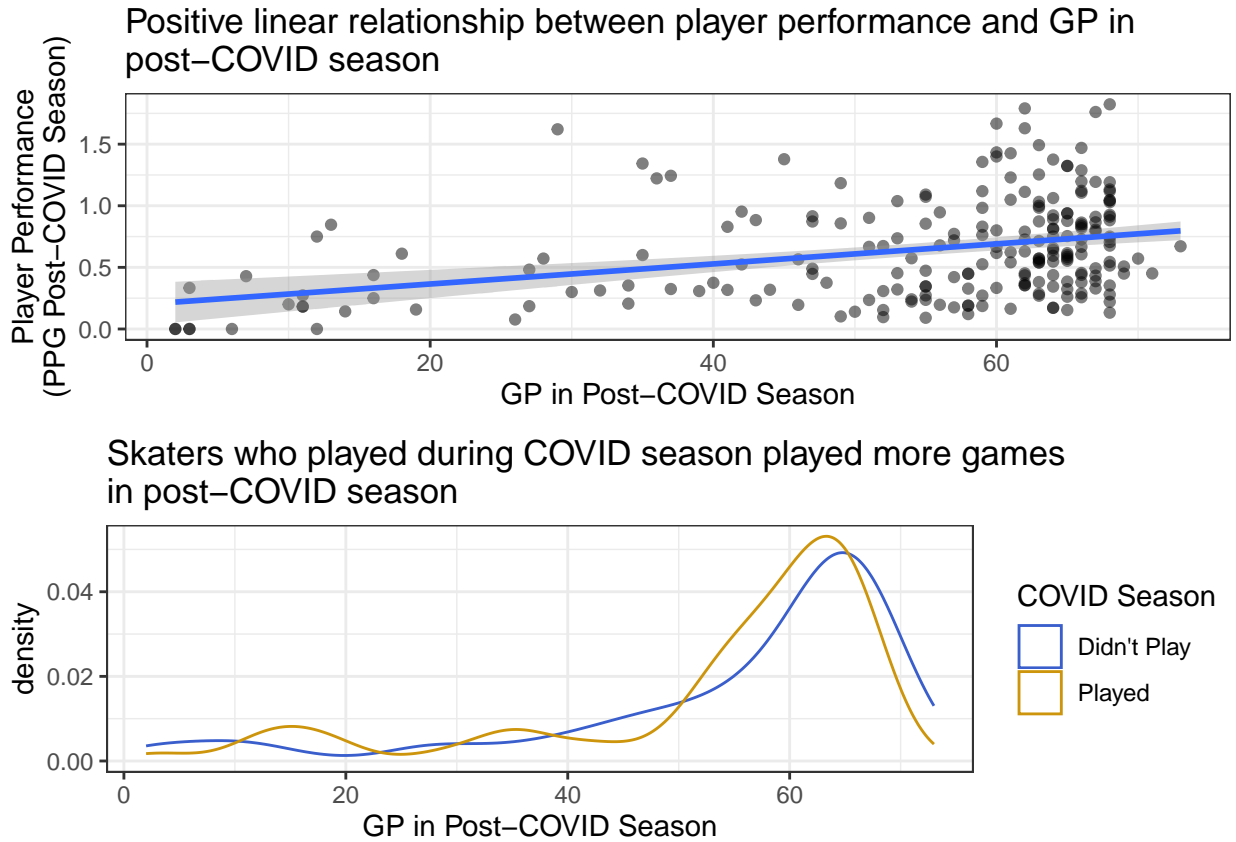 Positive linear relationship between player performance and GP in
post−COVID season
Player Performance
(PPG Post−COVID Season)
1.5
1.0
0.5
0.0
0 20 40 60
GP in Post−COVID Season
Skaters who played during COVID season played more games
in post−COVID season
density
0.04
0.02
0.00
0 20 40 60
GP in Post−COVID Season
COVID Season
Didn't Play
Played